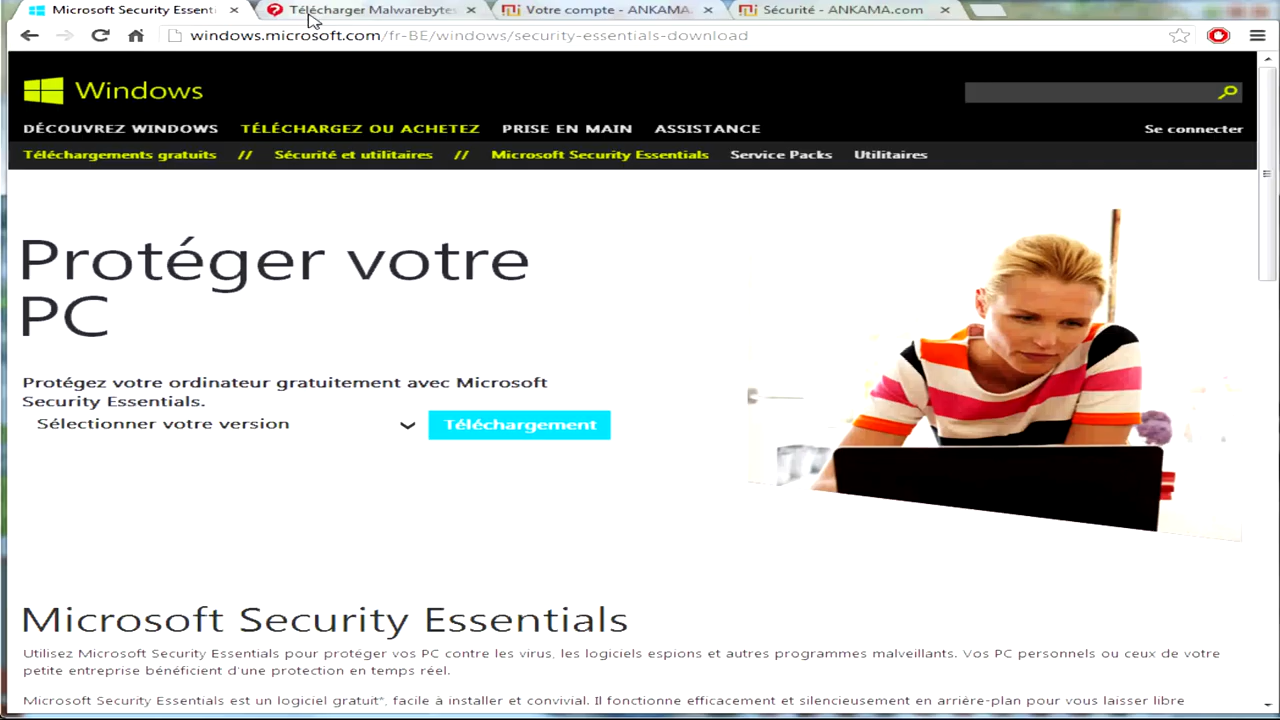 Microsoft Security Essenti
Télécharger Malwarebytes
Votre compte - ANKAMA.
Sécurité - ANKAMA.com
windows.microsoft.com/fr-BE/windows/security-essentials-download
Windows
DÉCOUVREZ WINDOWS TÉLÉCHARGEZ OU ACHETEZ PRISE EN MAIN ASSISTANCE Se connecter
Téléchargements gratuits // Sécurité et utilitaires // Microsoft Security Essentials Service Packs Utilitaires
Protéger votre
PC
Protégez votre ordinateur gratuitement avec Microsoft
Security Essentials.
Sélectionner votre version Téléchargement
Microsoft Security Essentials
Utilisez Microsoft Security Essentials pour protéger vos PC contre les virus, les logiciels espions et autres programmes malveillants. Vos PC personnels ou ceux de votre
petite entreprise bénéficient d'une protection en temps réel.
Microsoft Security Essentials est un logiciel gratuit*, facile à installer et convivial. Il fonctionne efficacement et silencieusement en arrière-plan pour vous laisser libre